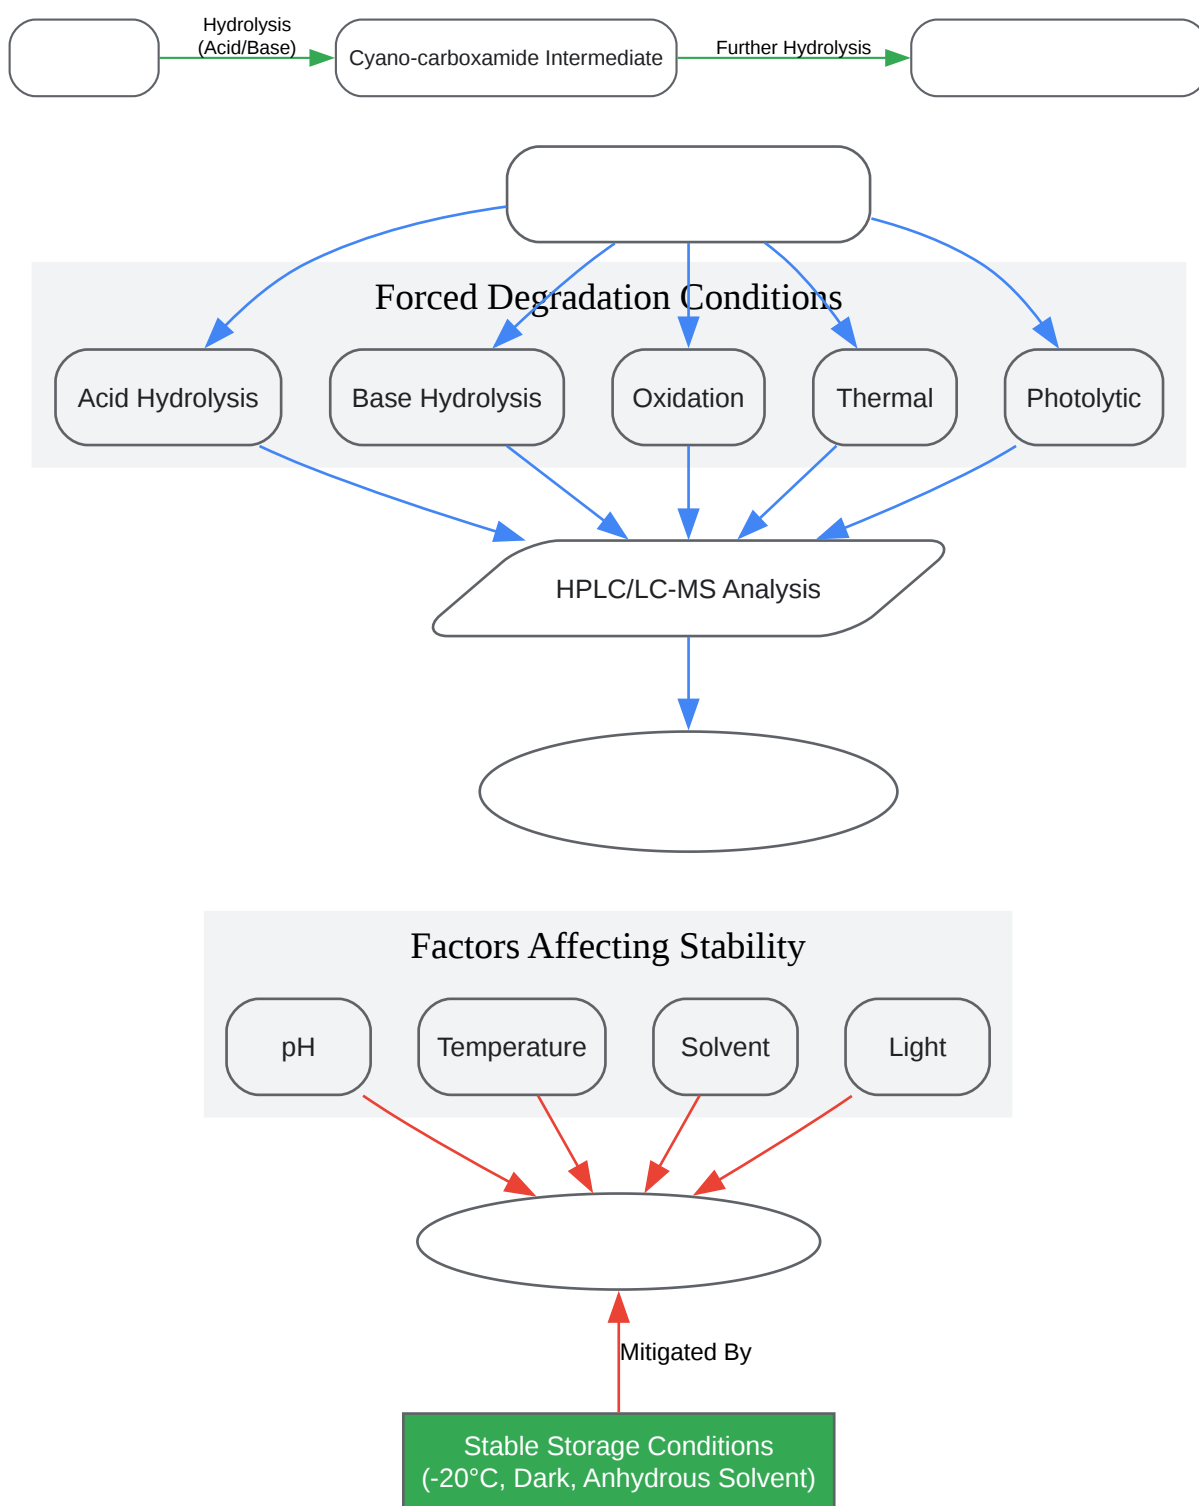 Hydrolysis
(Acid/Base)
Cyano-carboxamide Intermediate
Further Hydrolysis
Forced Degradation Conditions
Acid Hydrolysis
Base Hydrolysis
Oxidation
Thermal
Photolytic
HPLC/LC-MS Analysis
Factors Affecting Stability
pH
Temperature
Solvent
Light
Mitigated By
Stable Storage Conditions
(-20°C, Dark, Anhydrous Solvent)